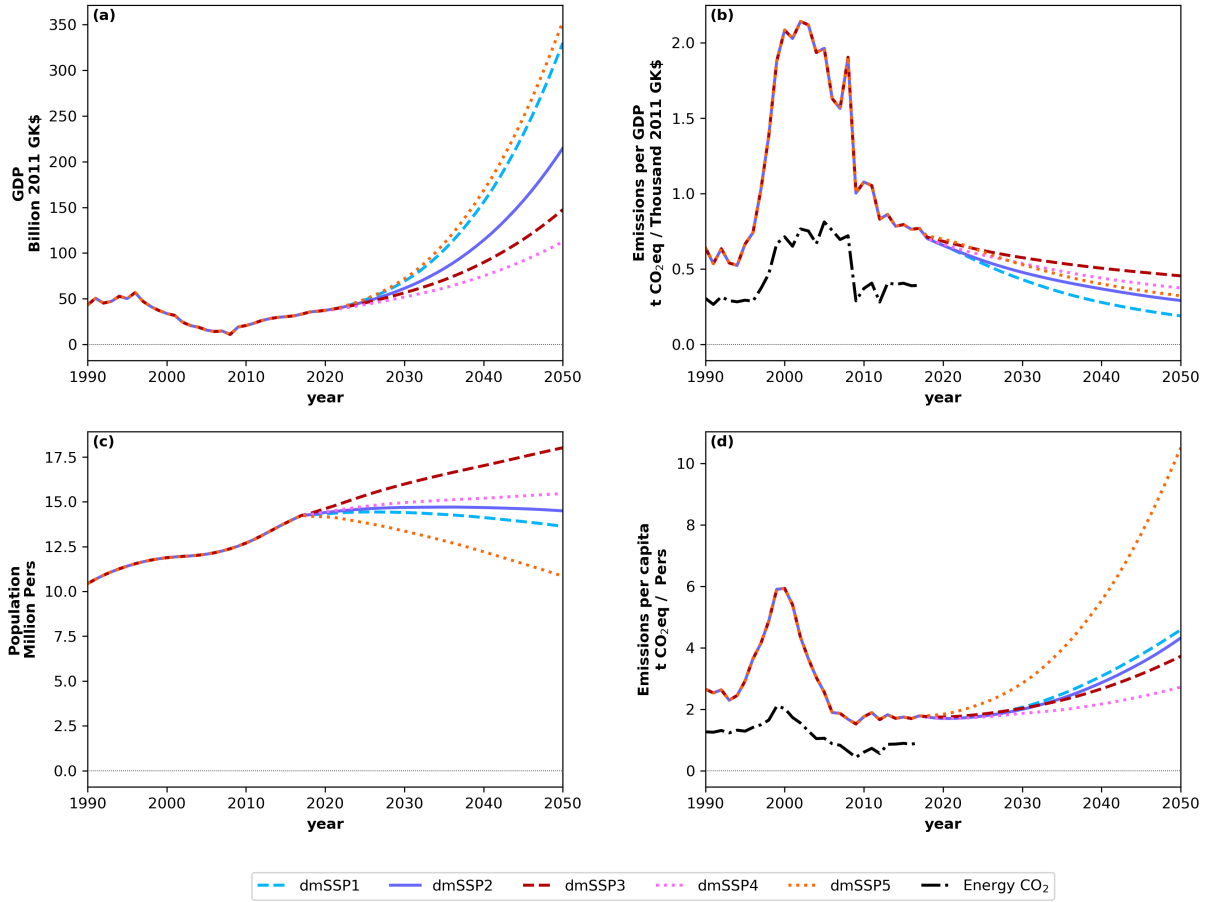 (a)
GDP
Billion 2011 GK$
350
300
250
200
150
100
50
0
1990 2000 2010 2020 2030 2040 2050
year
(b)
Emissions per GDP
t CO₂eq / Thousand 2011 GK$
2.0
1.5
1.0
0.5
0.0
1990 2000 2010 2020 2030 2040 2050
year
(c)
Population
Million Pers
17.5
15.0
12.5
10.0
7.5
5.0
2.5
0.0
1990 2000 2010 2020 2030 2040 2050
year
(d)
Emissions per capita
t CO₂eq / Pers
10
8
6
4
2
0
1990 2000 2010 2020 2030 2040 2050
year
dmSSP1 dmSSP2 dmSSP3 dmSSP4 dmSSP5 Energy CO₂